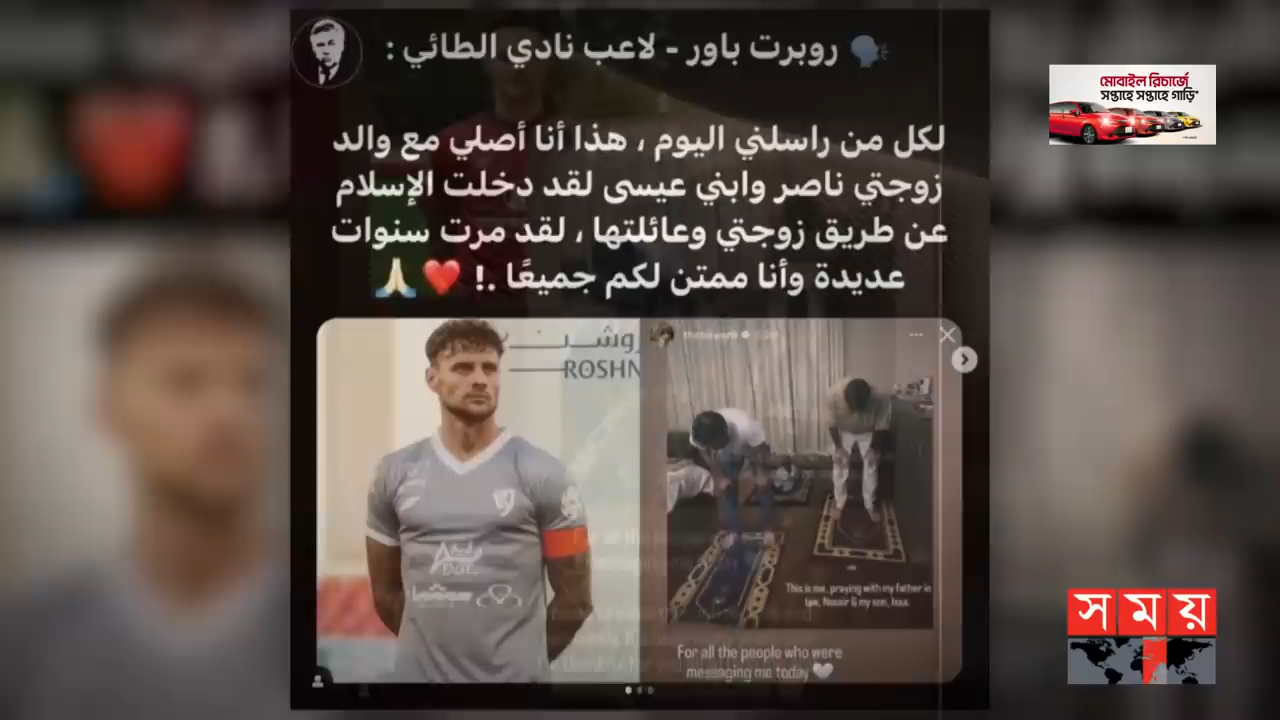 روبرت باور - لاعب نادي الطائي :
لكل من راسلني اليوم ، هذا أنا أصلي مع والد
زوجتي ناصر وابني عيسى لقد دخلت الإسلام
عن طريق زوجتي وعائلتها ، لقد مرت سنوات
عديدة وأنا ممتن لكم جميعًا .! ❤️🙏
মোবাইল রিচার্জে
সপ্তাহে সপ্তাহে গাড়ি*
روشن
ROSHN
This is me, praying with my father in
law, Nassir & my son, Issa.
For all the people who were
messaging me today 🤍
সময়